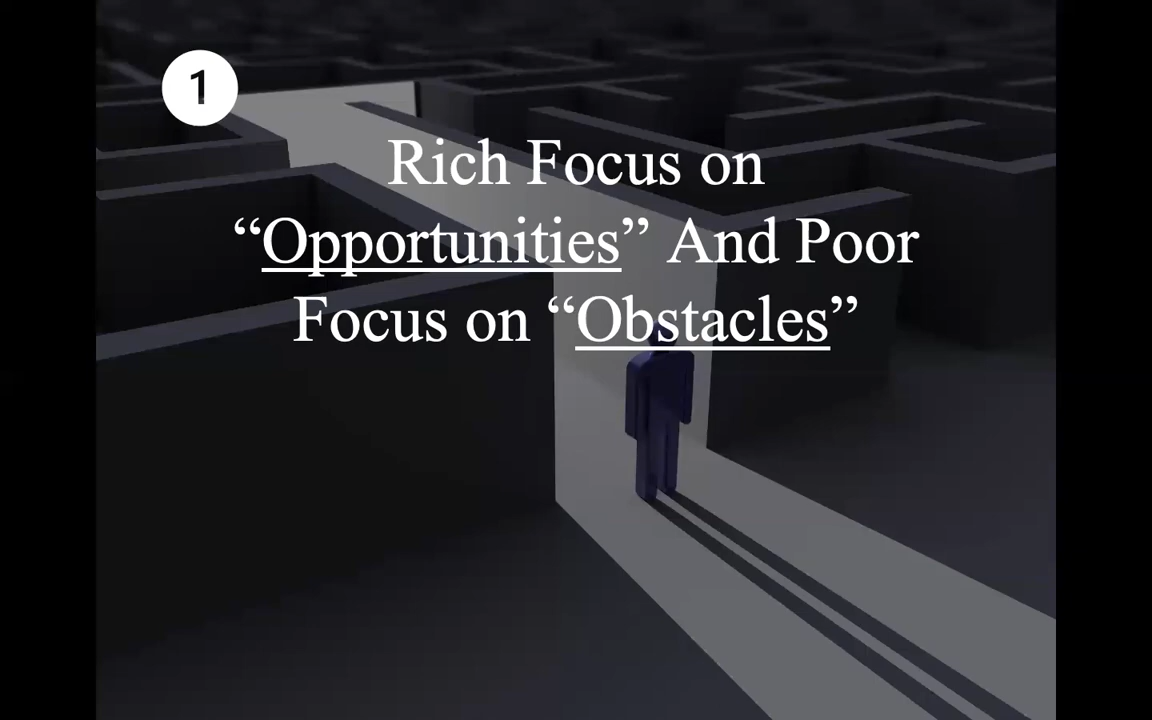 1
Rich Focus on
“Opportunities” And Poor
Focus on “Obstacles”